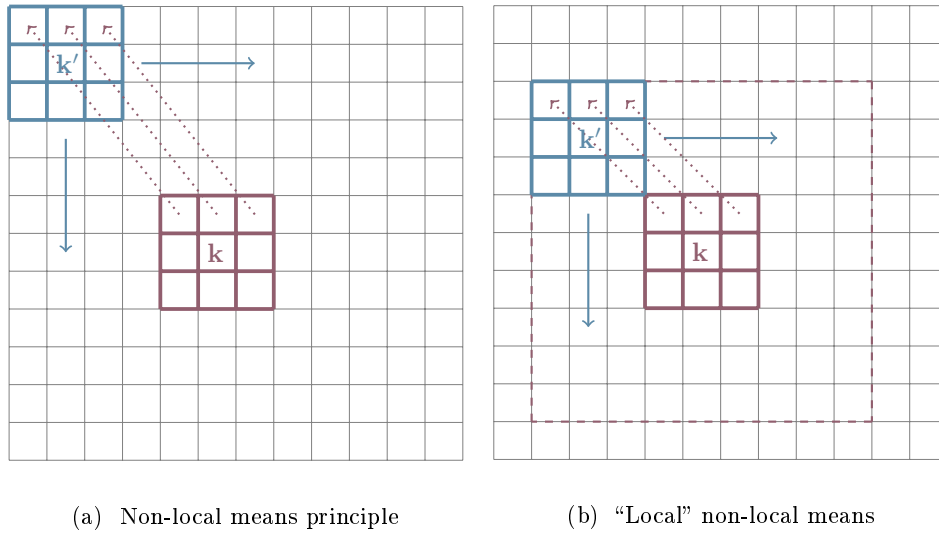 r r r
k′
k
r r r
k′
k
(a) Non-local means principle
(b) “Local” non-local means